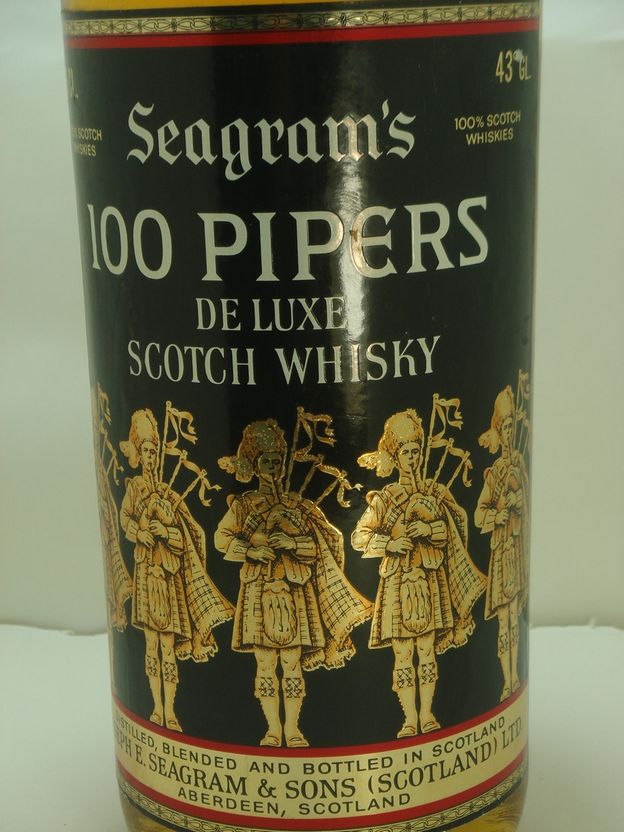 43° GL.
100% SCOTCH
WHISKIES
SCOTCH
Seagram's
100 PIPERS
DE LUXE
SCOTCH WHISKY
DISTILLED, BLENDED AND BOTTLED IN SCOTLAND
E. SEAGRAM & SONS (SCOTLAND) LTD.
ABERDEEN, SCOTLAND